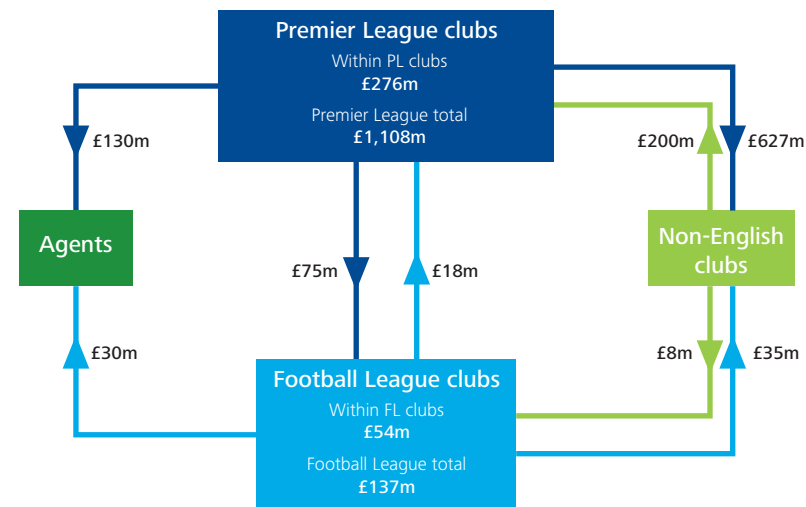 Premier League clubs
Within PL clubs
£276m
Premier League total
£1,108m
£130m
£200m
£627m
Agents
Non-English
clubs
£75m
£18m
£30m
£8m
£35m
Football League clubs
Within FL clubs
£54m
Football League total
£137m